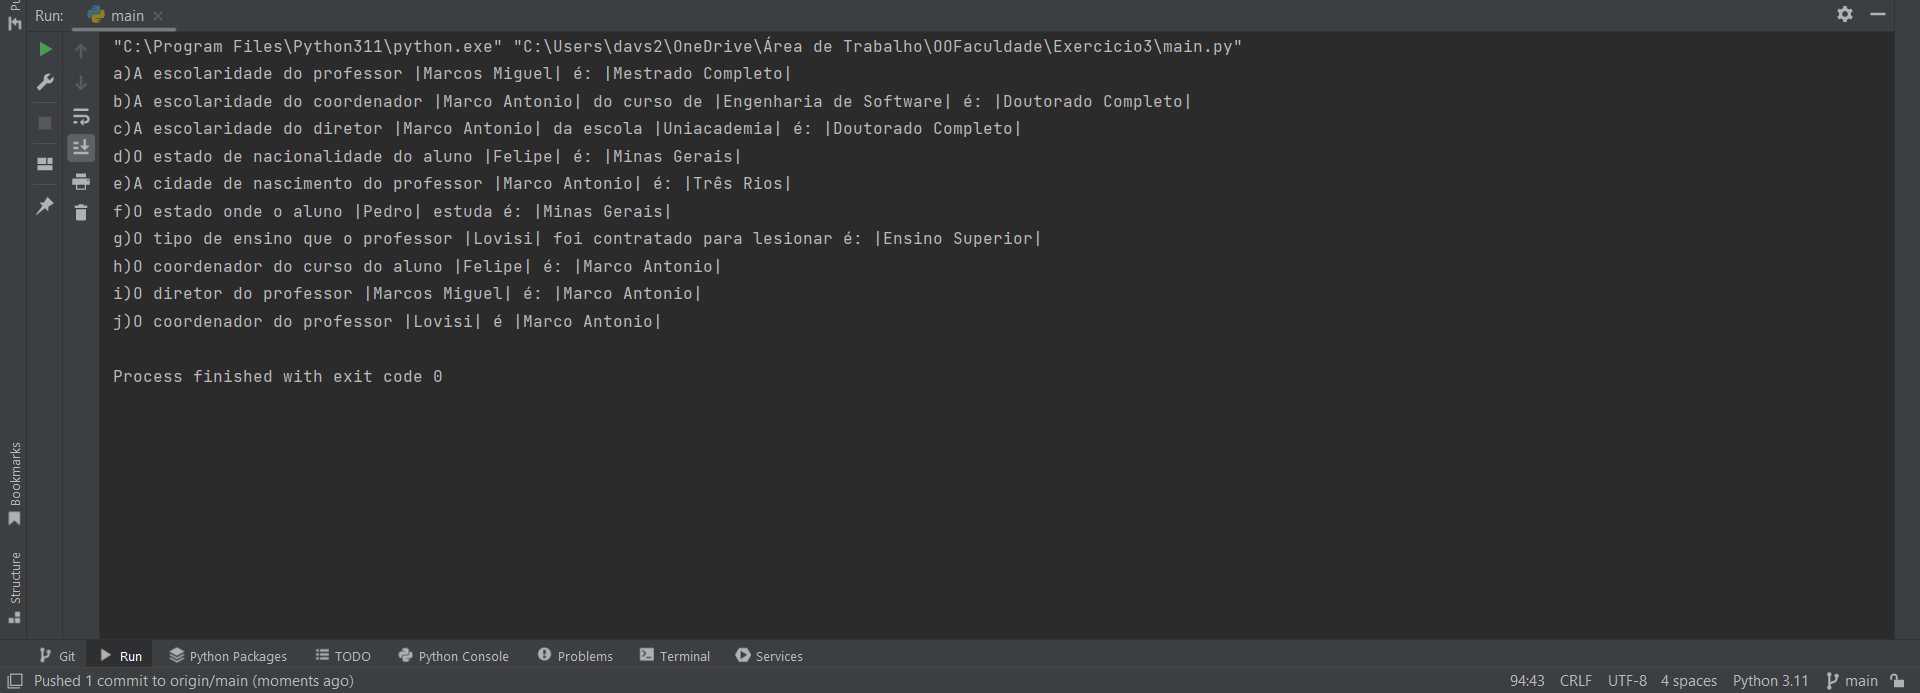 Run: main
"C:\Program Files\Python311\python.exe" "C:\Users\davs2\OneDrive\Área de Trabalho\OOFaculdade\Exercicio3\main.py"
a)A escolaridade do professor |Marcos Miguel| é: |Mestrado Completo|
b)A escolaridade do coordenador |Marco Antonio| do curso de |Engenharia de Software| é: |Doutorado Completo|
c)A escolaridade do diretor |Marco Antonio| da escola |Uniacademia| é: |Doutorado Completo|
d)O estado de nacionalidade do aluno |Felipe| é: |Minas Gerais|
e)A cidade de nascimento do professor |Marco Antonio| é: |Três Rios|
f)O estado onde o aluno |Pedro| estuda é: |Minas Gerais|
g)O tipo de ensino que o professor |Lovisi| foi contratado para lesionar é: |Ensino Superior|
h)O coordenador do curso do aluno |Felipe| é: |Marco Antonio|
i)O diretor do professor |Marcos Miguel| é: |Marco Antonio|
j)O coordenador do professor |Lovisi| é |Marco Antonio|
Process finished with exit code 0
Bookmarks
Structure
Git Run Python Packages TODO Python Console Problems Terminal Services
Pushed 1 commit to origin/main (moments ago) 94:43 CRLF UTF-8 4 spaces Python 3.11 main